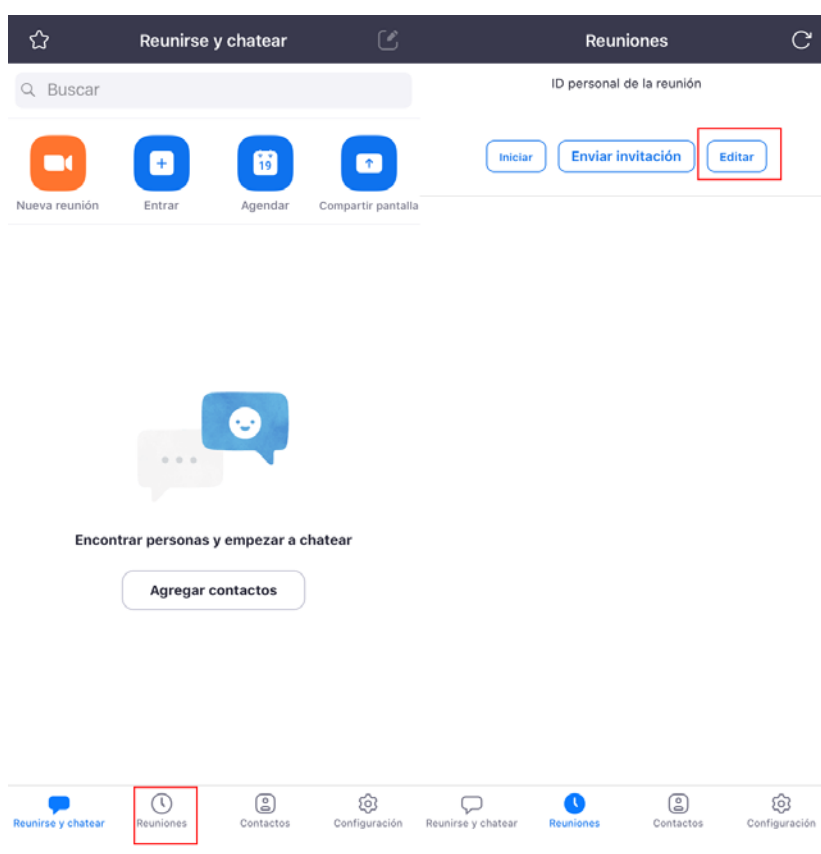 Reunirse y chatear
Buscar
19
Nueva reunión
Entrar
Agendar
Compartir pantalla
Encontrar personas y empezar a chatear
Agregar contactos
Reunirse y chatear
Reuniones
Contactos
Configuración
Reuniones
ID personal de la reunión
Iniciar
Enviar invitación
Editar
Reunirse y chatear
Reuniones
Contactos
Configuración